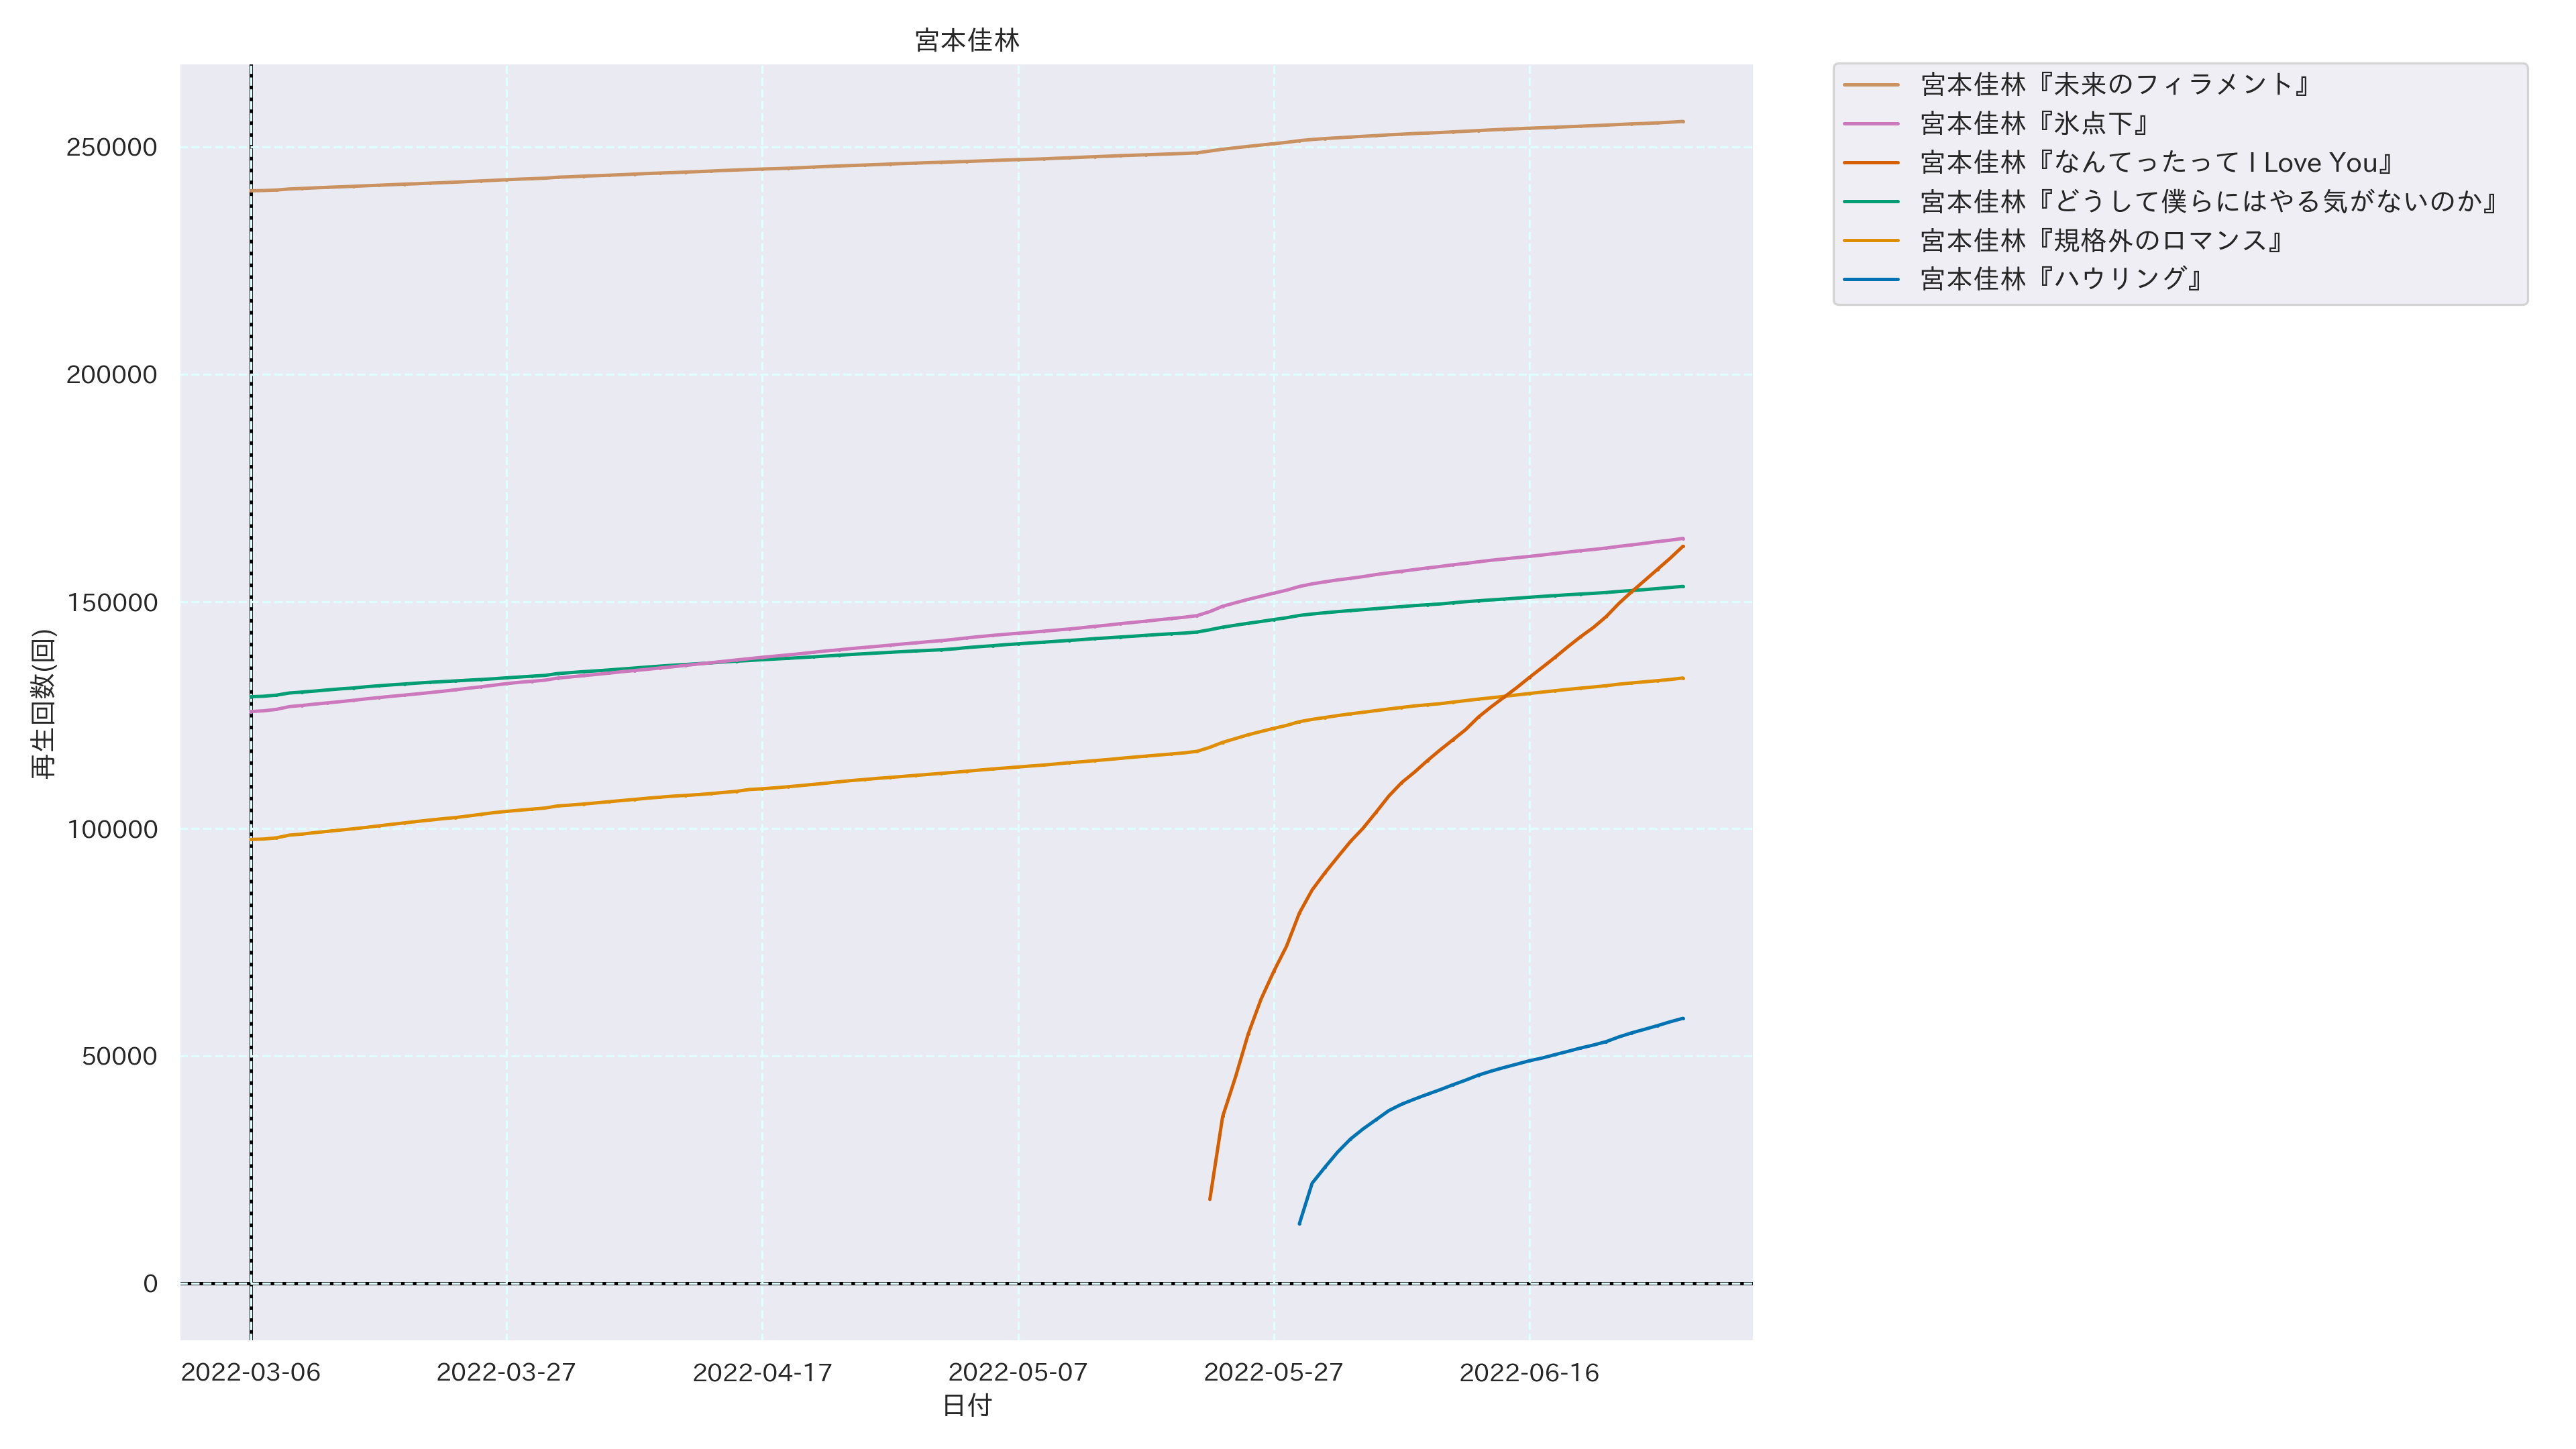 宮本佳林
宮本佳林『未来のフィラメント』
宮本佳林『氷点下』
宮本佳林『なんてったって I Love You』
宮本佳林『どうして僕らにはやる気がないのか』
宮本佳林『規格外のロマンス』
宮本佳林『ハウリング』
250000
200000
150000
100000
50000
0
再生回数(回)
2022-03-06
2022-03-27
2022-04-17
2022-05-07
2022-05-27
2022-06-16
日付